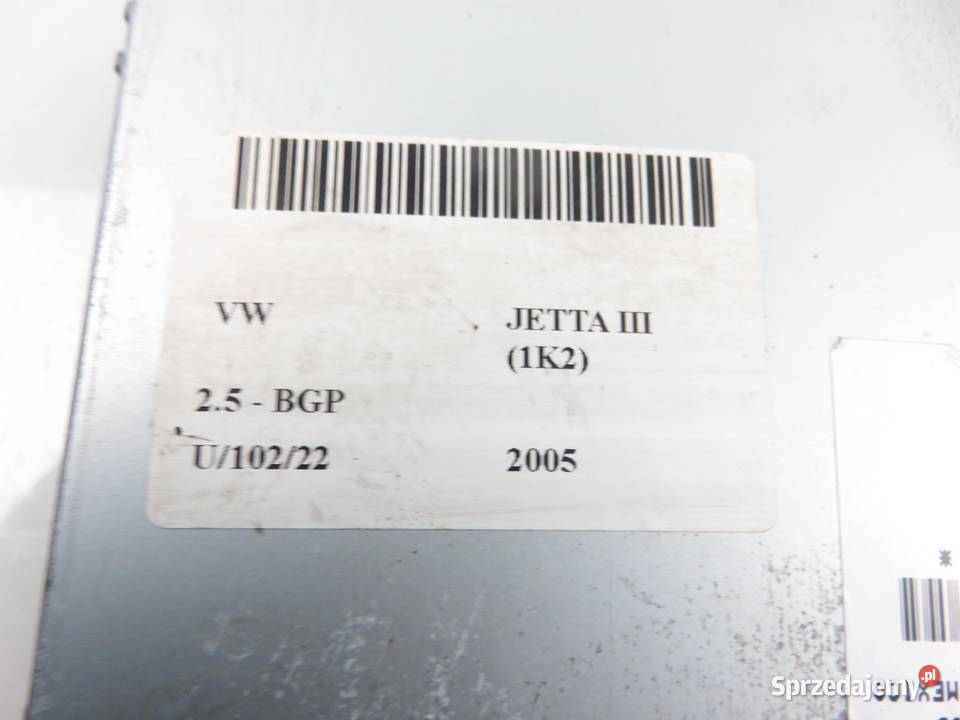 VW JETTA III
(1K2)
2.5 - BGP
U/102/22 2005
Sprzedajemy.pl